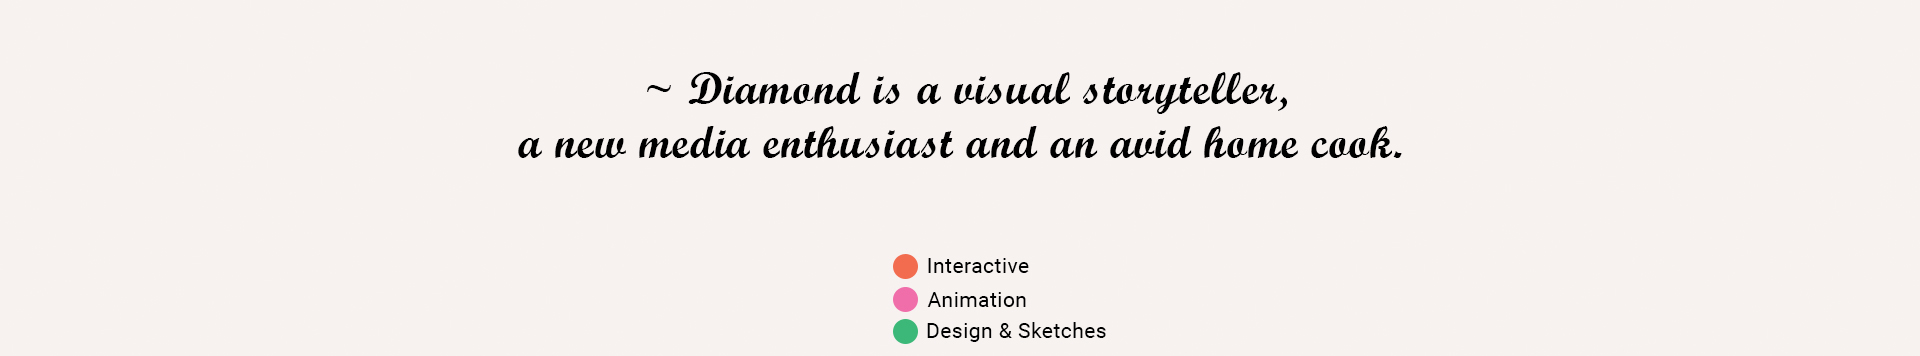 ~ Diamond is a visual storyteller,
a new media enthusiast and an avid home cook.
Interactive
Animation
Design & Sketches